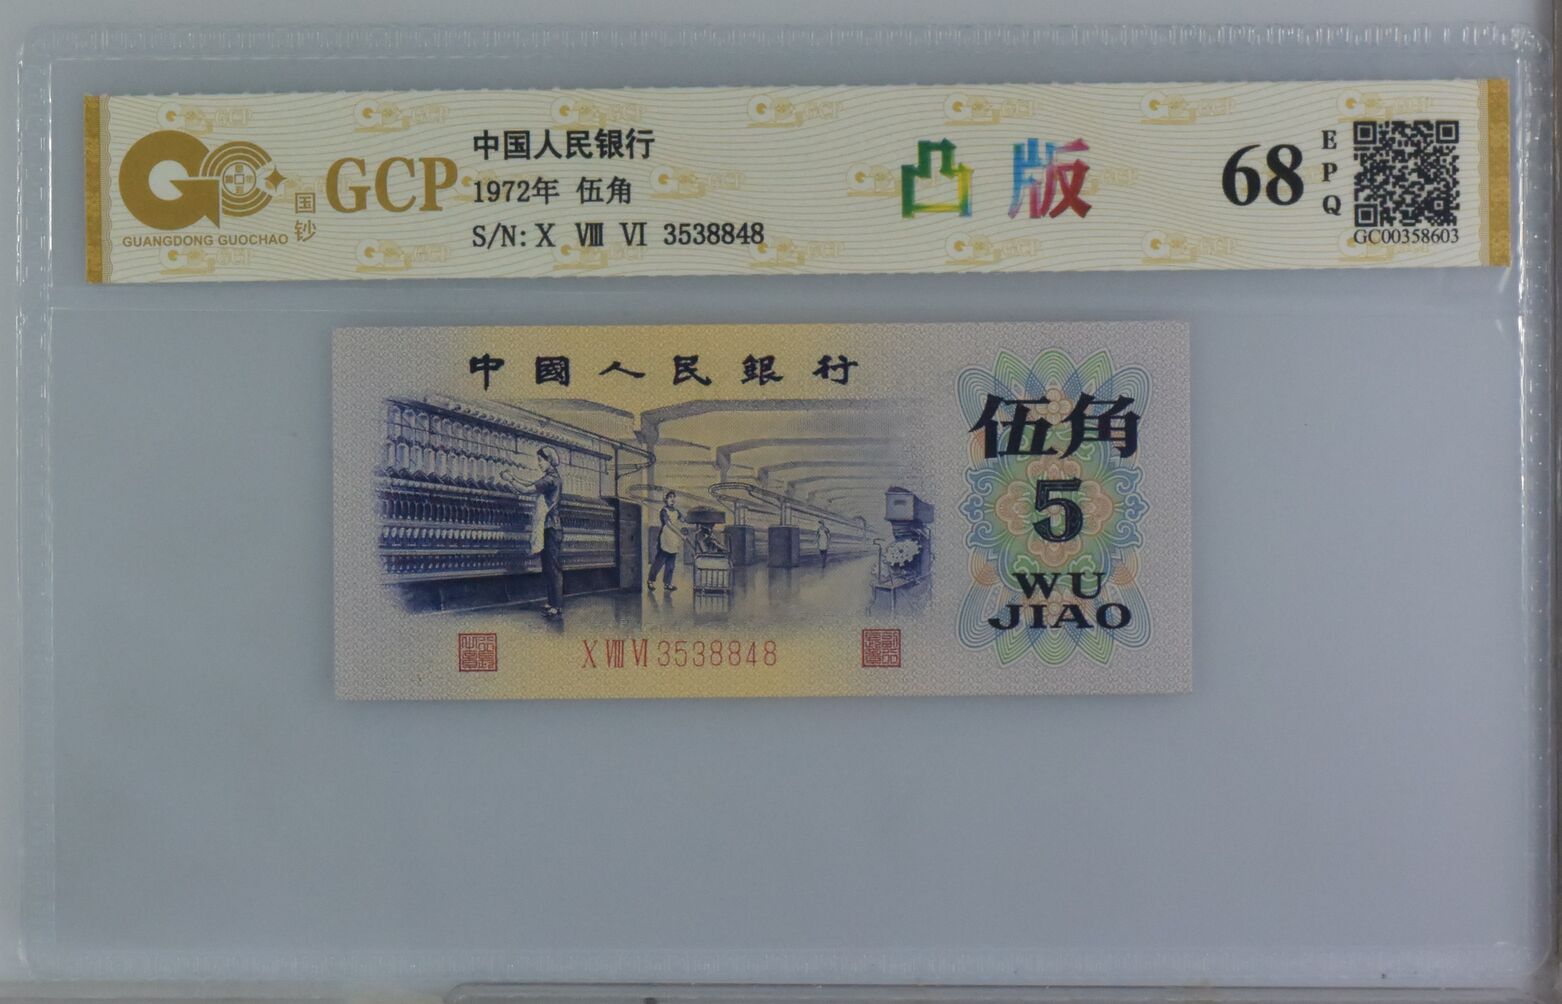 GUANGDONG GUOCHAO
国钞
GCP
中国人民银行
1972年 伍角
S/N: X Ⅷ Ⅵ 3538848
凸版
68
EPQ
GC00358603
中國人民銀行
伍角
5
WU
JIAO
X Ⅷ Ⅵ 3538848